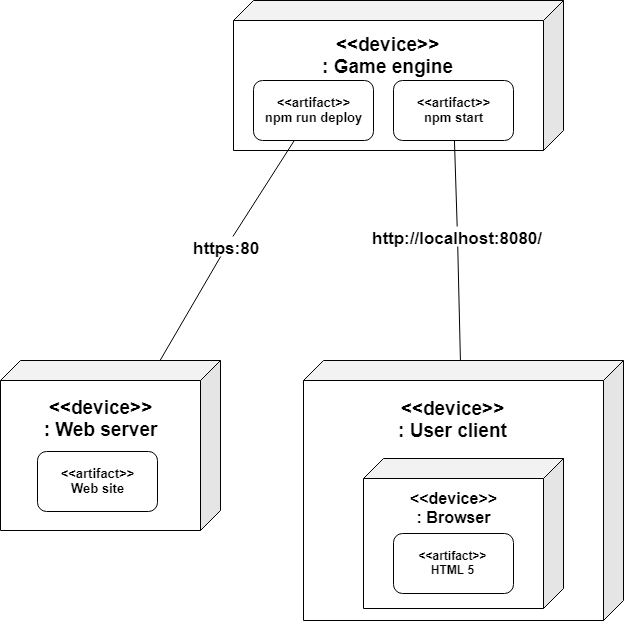 <<device>>
: Game engine
<<artifact>>
npm run deploy
<<artifact>>
npm start
https:80
http://localhost:8080/
<<device>>
: Web server
<<artifact>>
Web site
<<device>>
: User client
<<device>>
: Browser
<<artifact>>
HTML 5